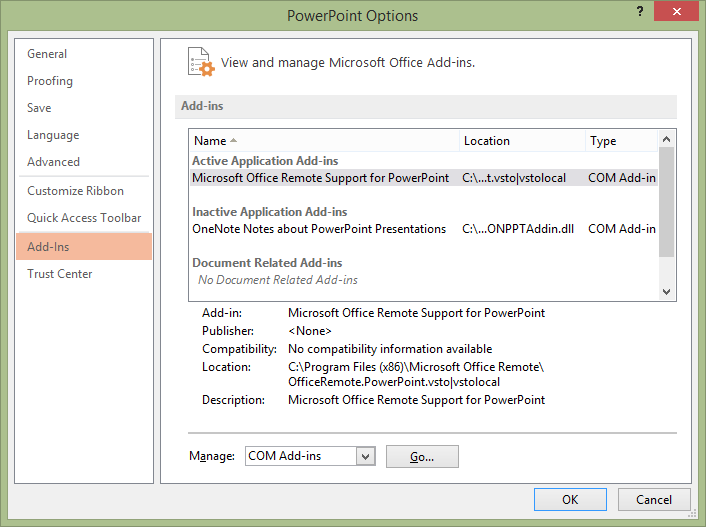 PowerPoint Options
?
General
Proofing
Save
Language
Advanced
Customize Ribbon
Quick Access Toolbar
Add-Ins
Trust Center
View and manage Microsoft Office Add-ins.
Add-ins
Name Location Type
Active Application Add-ins
Microsoft Office Remote Support for PowerPoint C:\...t.vsto|vstolocal COM Add-in
Inactive Application Add-ins
OneNote Notes about PowerPoint Presentations C:\...ONPPTAddin.dll COM Add-in
Document Related Add-ins
No Document Related Add-ins
Add-in: Microsoft Office Remote Support for PowerPoint
Publisher: <None>
Compatibility: No compatibility information available
Location: C:\Program Files (x86)\Microsoft Office Remote\
OfficeRemote.PowerPoint.vsto|vstolocal
Description: Microsoft Office Remote Support for PowerPoint
Manage: COM Add-ins Go...
OK Cancel